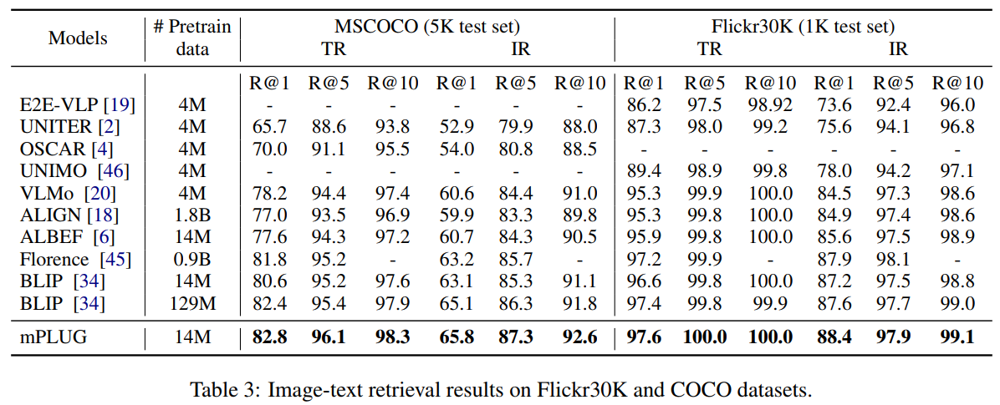 Models # Pretrain data MSCOCO (5K test set) Flickr30K (1K test set)
TR IR TR IR
R@1 R@5 R@10 R@1 R@5 R@10 R@1 R@5 R@10 R@1 R@5 R@10
E2E-VLP [19] 4M - - - - - - 86.2 97.5 98.92 73.6 92.4 96.0
UNITER [2] 4M 65.7 88.6 93.8 52.9 79.9 88.0 87.3 98.0 99.2 75.6 94.1 96.8
OSCAR [4] 4M 70.0 91.1 95.5 54.0 80.8 88.5 - - - - - -
UNIMO [46] 4M - - - - - - 89.4 98.9 99.8 78.0 94.2 97.1
VLMo [20] 4M 78.2 94.4 97.4 60.6 84.4 91.0 95.3 99.9 100.0 84.5 97.3 98.6
ALIGN [18] 1.8B 77.0 93.5 96.9 59.9 83.3 89.8 95.3 99.8 100.0 84.9 97.4 98.6
ALBEF [6] 14M 77.6 94.3 97.2 60.7 84.3 90.5 95.9 99.8 100.0 85.6 97.5 98.9
Florence [45] 0.9B 81.8 95.2 - 63.2 85.7 - 97.2 99.9 - 87.9 98.1 -
BLIP [34] 14M 80.6 95.2 97.6 63.1 85.3 91.1 96.6 99.8 100.0 87.2 97.5 98.8
BLIP [34] 129M 82.4 95.4 97.9 65.1 86.3 91.8 97.4 99.8 99.9 87.6 97.7 99.0
mPLUG 14M 82.8 96.1 98.3 65.8 87.3 92.6 97.6 100.0 100.0 88.4 97.9 99.1
Table 3: Image-text retrieval results on Flickr30K and COCO datasets.